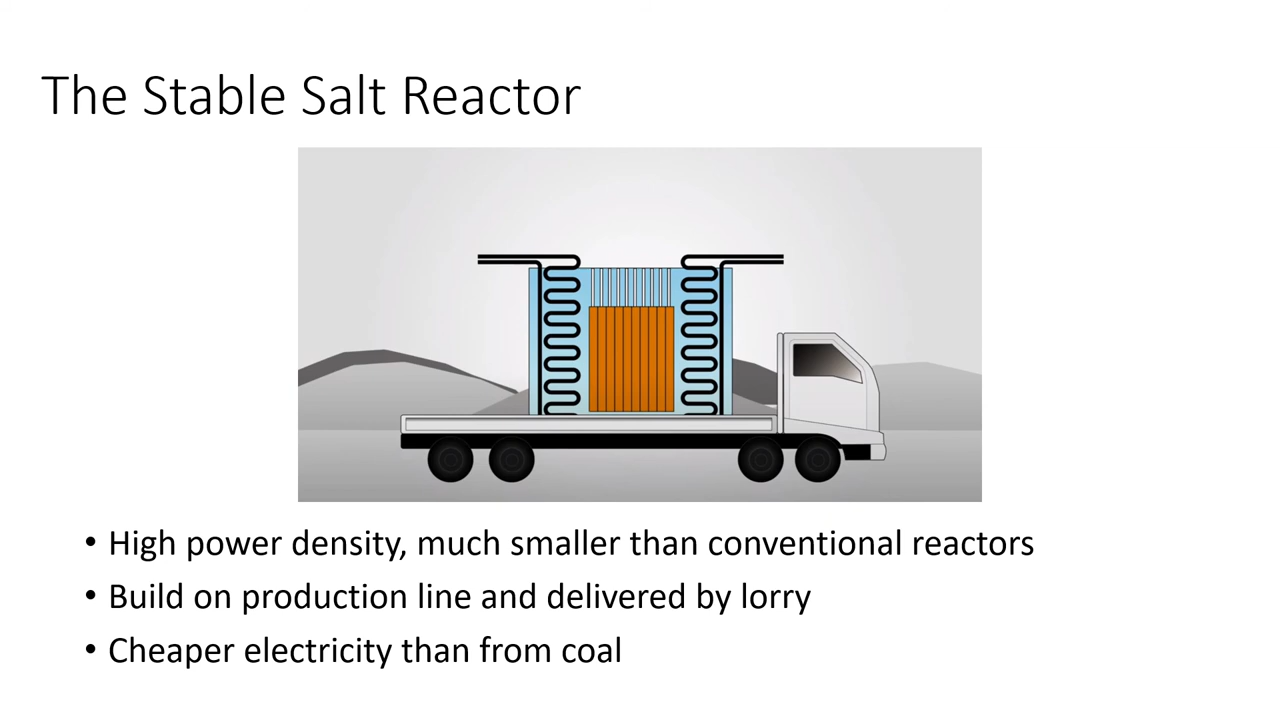 The Stable Salt Reactor
• High power density, much smaller than conventional reactors
• Build on production line and delivered by lorry
• Cheaper electricity than from coal